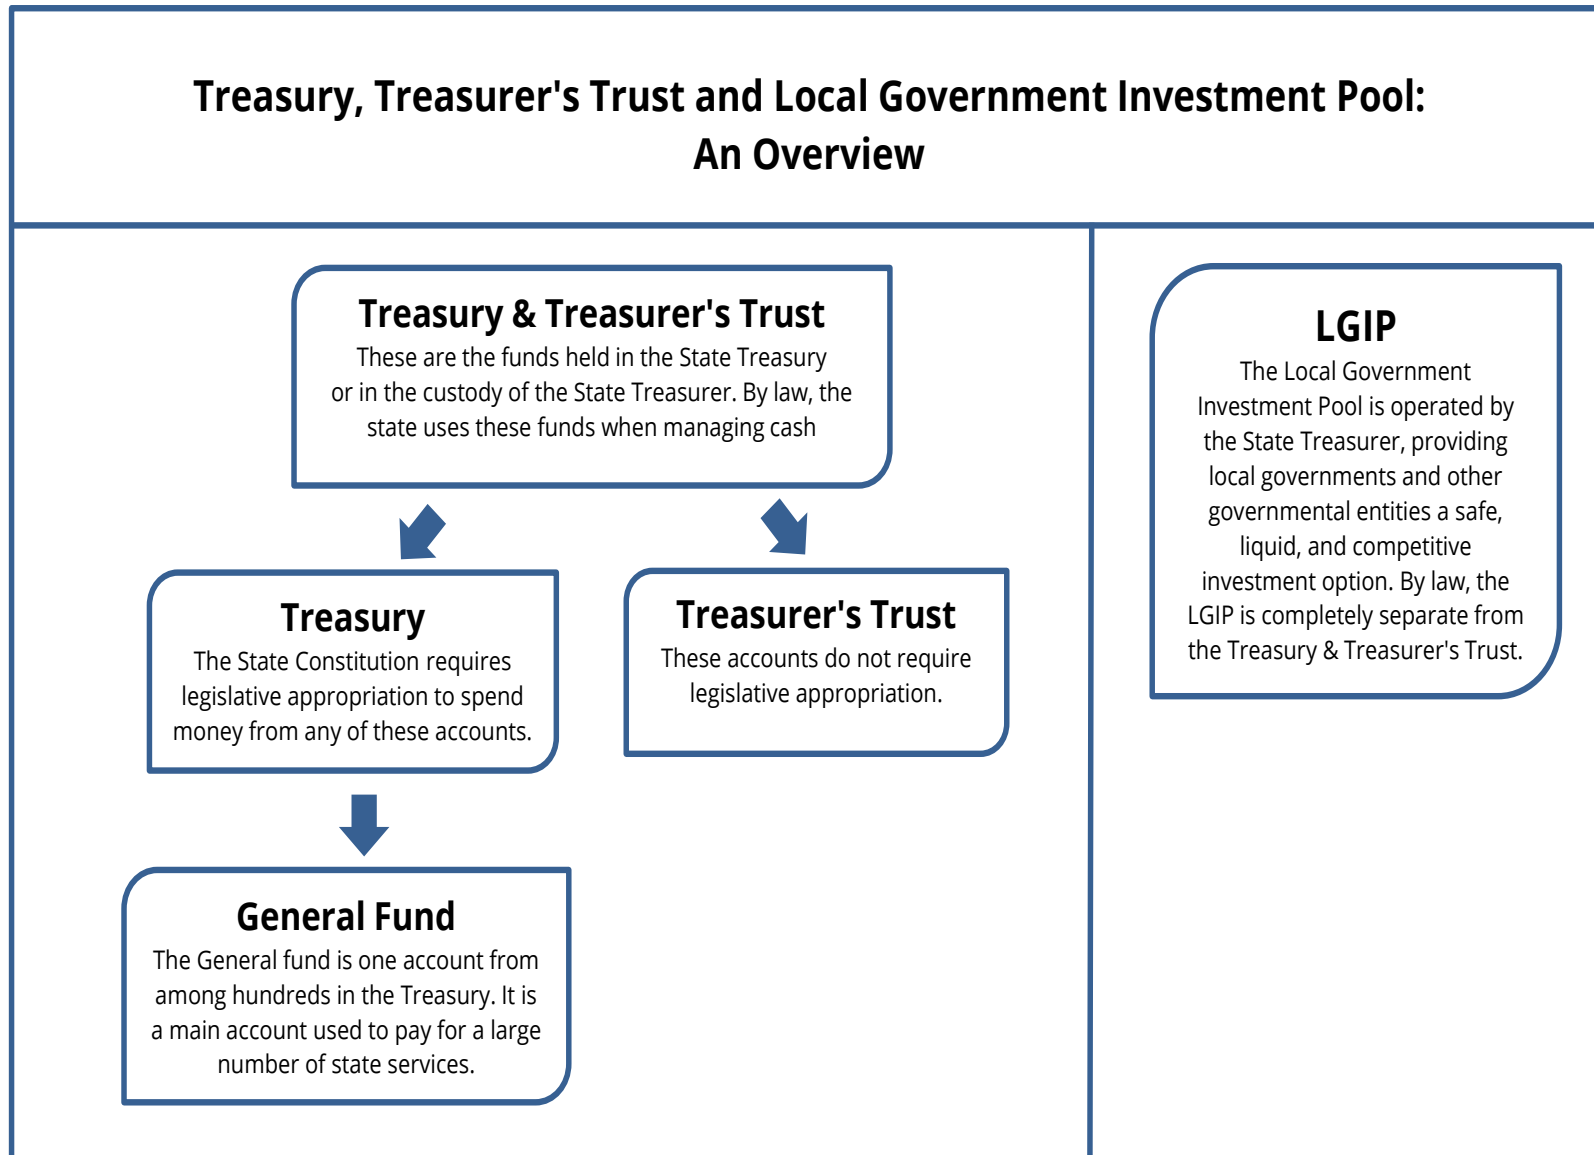 Treasury, Treasurer's Trust and Local Government Investment Pool:
An Overview
Treasury & Treasurer's Trust
These are the funds held in the State Treasury
or in the custody of the State Treasurer. By law, the
state uses these funds when managing cash
Treasury
The State Constitution requires
legislative appropriation to spend
money from any of these accounts.
Treasurer's Trust
These accounts do not require
legislative appropriation.
General Fund
The General fund is one account from
among hundreds in the Treasury. It is
a main account used to pay for a large
number of state services.
LGIP
The Local Government
Investment Pool is operated by
the State Treasurer, providing
local governments and other
governmental entities a safe,
liquid, and competitive
investment option. By law, the
LGIP is completely separate from
the Treasury & Treasurer's Trust.